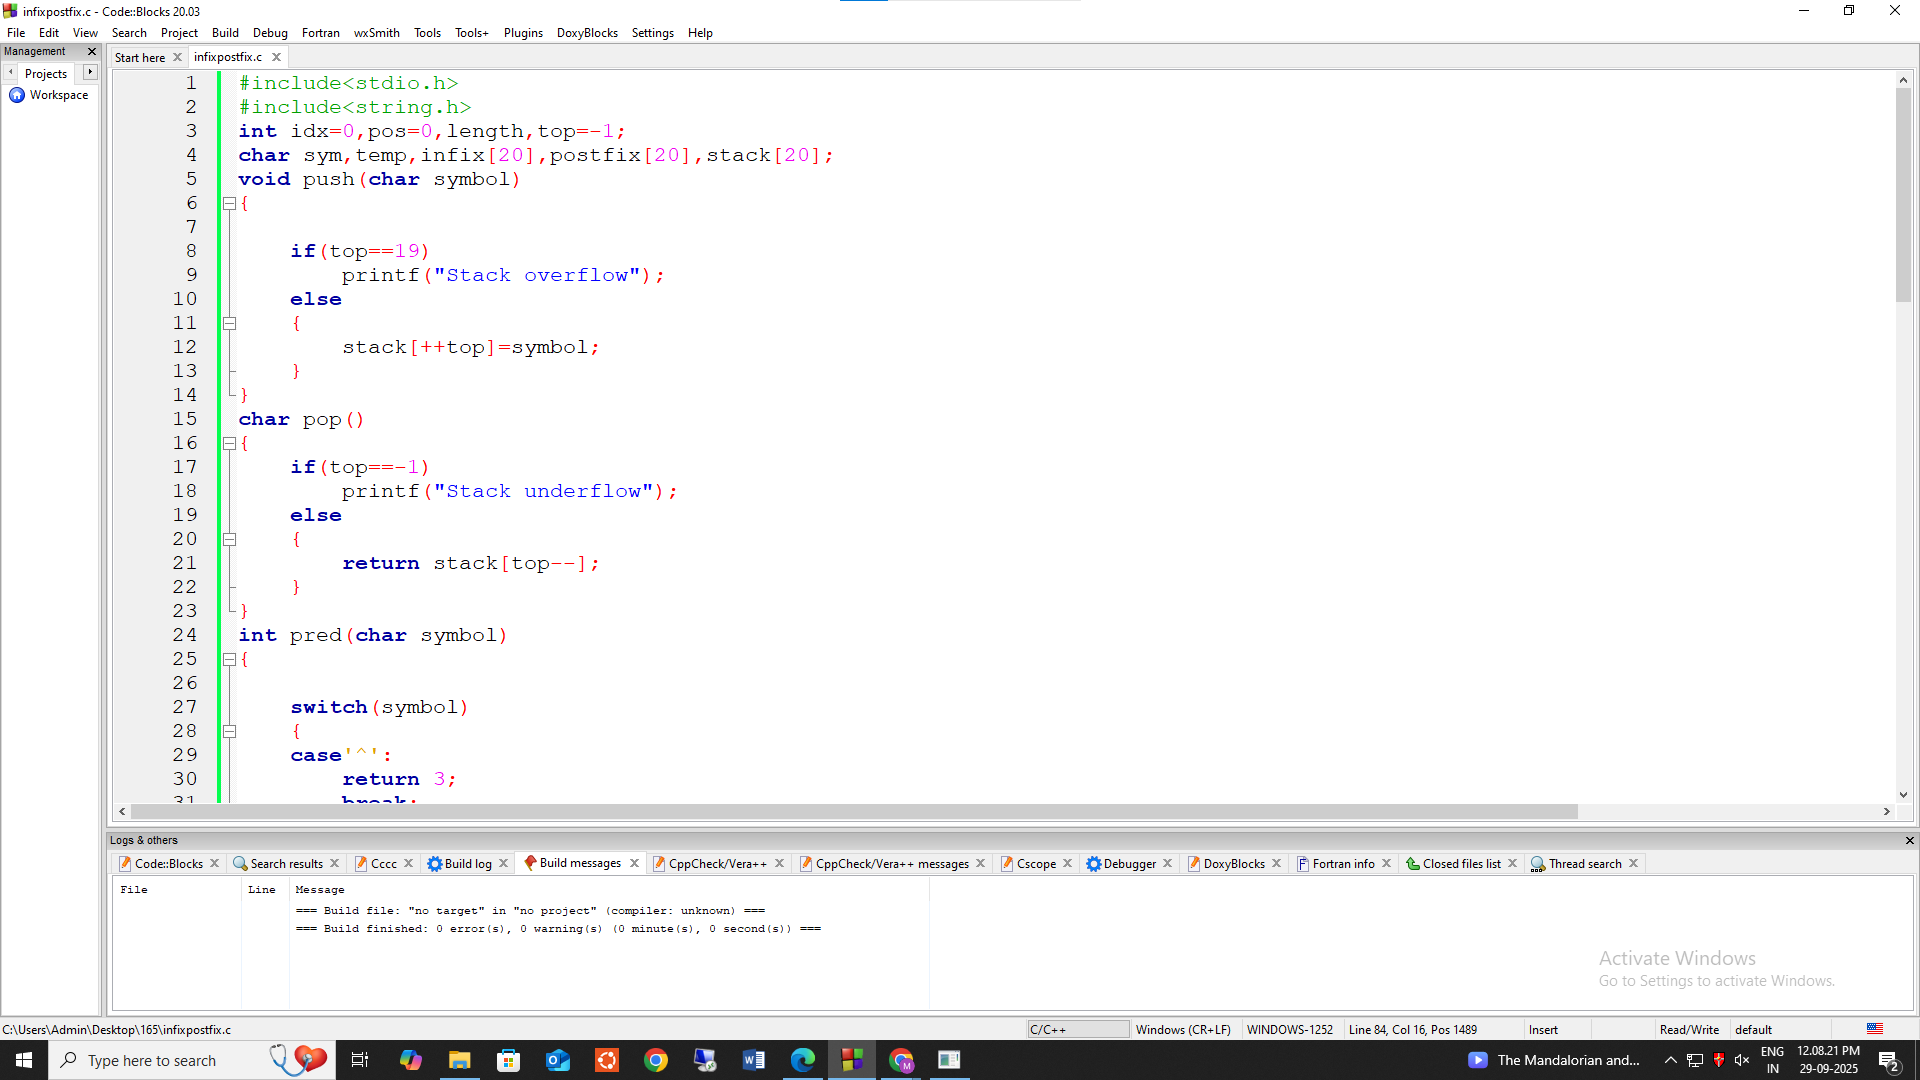 infixpostfix.c - Code::Blocks 20.03
File Edit View Search Project Build Debug Fortran wxSmith Tools Tools+ Plugins DoxyBlocks Settings Help
Management
Start here infixpostfix.c
Projects
Workspace
1 #include<stdio.h>
2 #include<string.h>
3 int idx=0,pos=0,length,top=-1;
4 char sym,temp,infix[20],postfix[20],stack[20];
5 void push(char symbol)
6 {
7
8 if(top==19)
9 printf("Stack overflow");
10 else
11 {
12 stack[++top]=symbol;
13 }
14 }
15 char pop()
16 {
17 if(top==-1)
18 printf("Stack underflow");
19 else
20 {
21 return stack[top--];
22 }
23 }
24 int pred(char symbol)
25 {
26
27 switch(symbol)
28 {
29 case'^':
30 return 3;
31 break;
Logs & others
Code::Blocks Search results Cccc Build log Build messages CppCheck/Vera++ CppCheck/Vera++ messages Cscope Debugger DoxyBlocks Fortran info Closed files list Thread search
File Line Message
=== Build file: "no target" in "no project" (compiler: unknown) ===
=== Build finished: 0 error(s), 0 warning(s) (0 minute(s), 0 second(s)) ===
Activate Windows
Go to Settings to activate Windows.
C:\Users\Admin\Desktop\165\infixpostfix.c C/C++ Windows (CR+LF) WINDOWS-1252 Line 84, Col 16, Pos 1489 Insert Read/Write default
Type here to search The Mandalorian and... ENG 12.08.21 PM
IN 29-09-2025 2